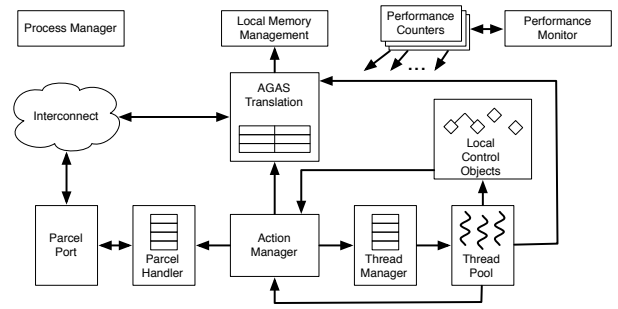 Process Manager
Local Memory
Management
Performance
Counters
Performance
Monitor
...
AGAS
Translation
Interconnect
Local
Control
Objects
Parcel
Port
Parcel
Handler
Action
Manager
Thread
Manager
Thread
Pool